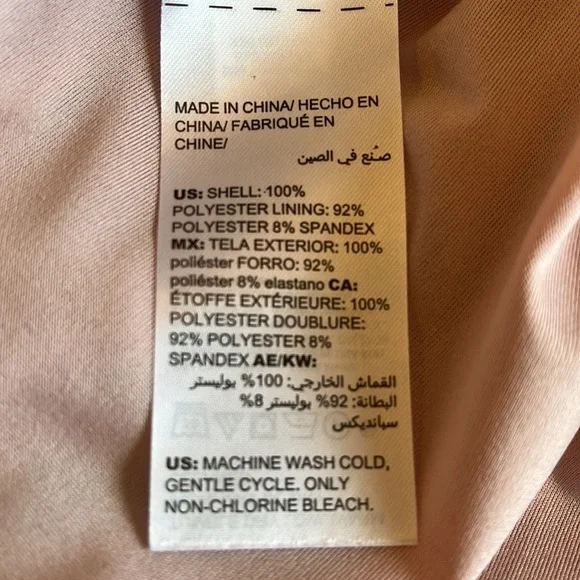 MADE IN CHINA/ HECHO EN
CHINA/ FABRIQUÉ EN
CHINE/
صُنع في الصين
US: SHELL: 100%
POLYESTER LINING: 92%
POLYESTER 8% SPANDEX
MX: TELA EXTERIOR: 100%
poliéster FORRO: 92%
poliéster 8% elastano CA:
ÉTOFFE EXTÉRIEURE: 100%
POLYESTER DOUBLURE:
92% POLYESTER 8%
SPANDEX AE/KW:
القماش الخارجي: 100% بوليستر
البطانة: 92% بوليستر 8%
سبانديكس
US: MACHINE WASH COLD,
GENTLE CYCLE. ONLY
NON-CHLORINE BLEACH.